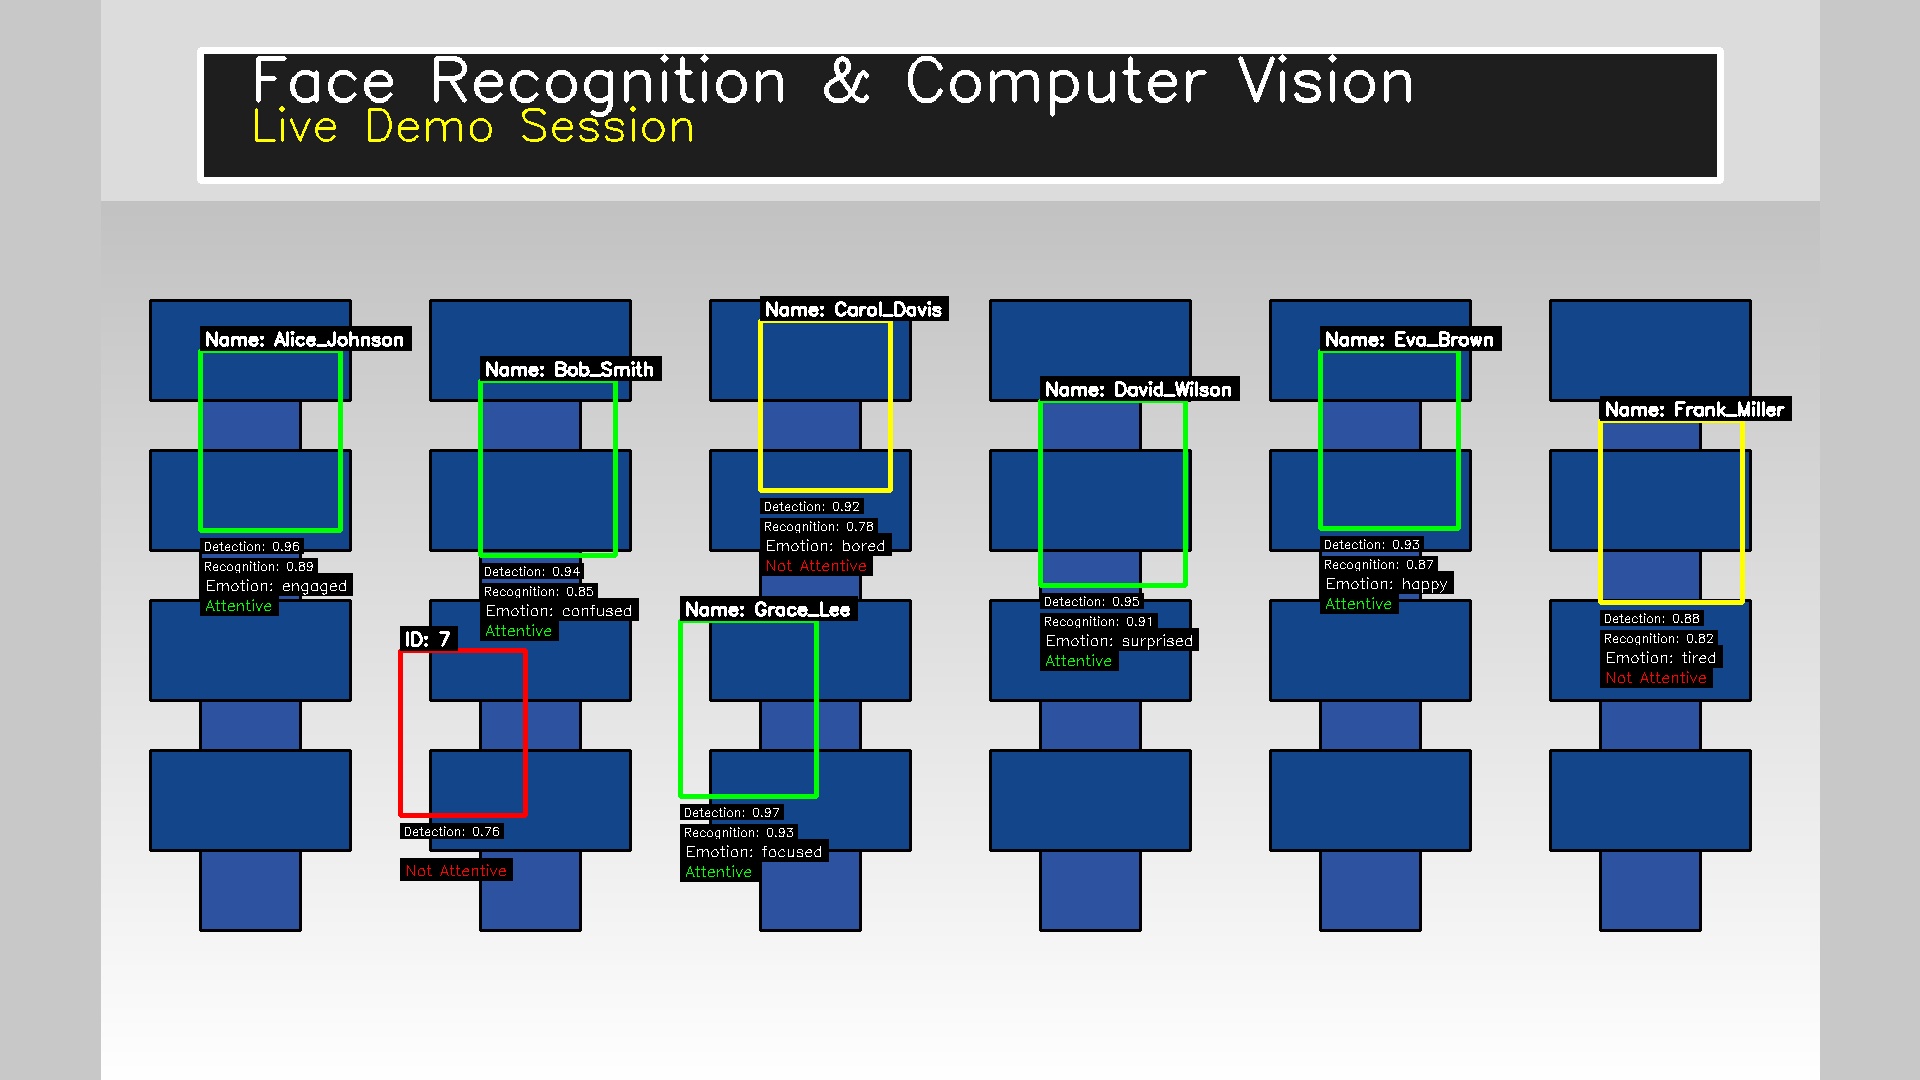 Face Recognition & Computer Vision
Live Demo Session
Name: Alice_Johnson
Detection: 0.96
Recognition: 0.89
Emotion: engaged
Attentive
Name: Bob_Smith
Detection: 0.94
Recognition: 0.85
Emotion: confused
Attentive
Name: Carol_Davis
Detection: 0.92
Recognition: 0.78
Emotion: bored
Not Attentive
Name: David_Wilson
Detection: 0.95
Recognition: 0.91
Emotion: surprised
Attentive
Name: Eva_Brown
Detection: 0.93
Recognition: 0.87
Emotion: happy
Attentive
Name: Frank_Miller
Detection: 0.88
Recognition: 0.82
Emotion: tired
Not Attentive
ID: 7
Detection: 0.76
Not Attentive
Name: Grace_Lee
Detection: 0.97
Recognition: 0.93
Emotion: focused
Attentive